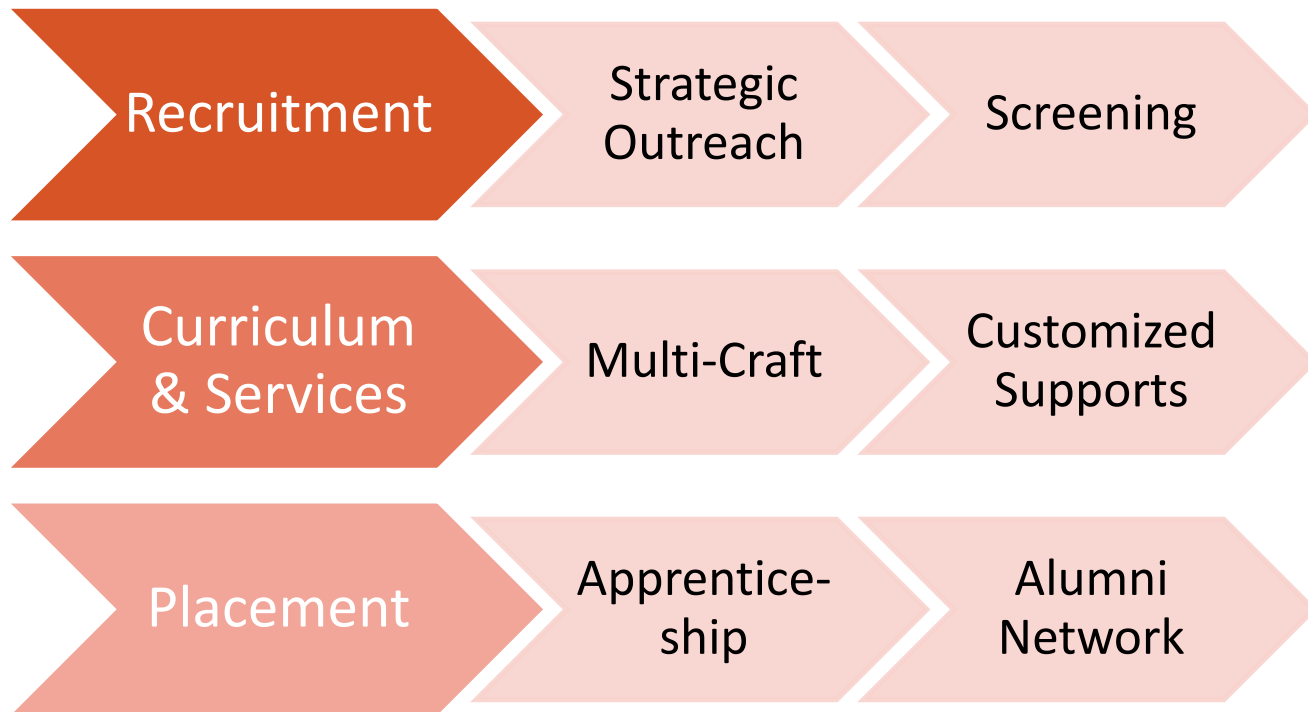 Recruitment
Strategic
Outreach
Screening
Curriculum
& Services
Multi-Craft
Customized
Supports
Placement
Apprentice-
ship
Alumni
Network